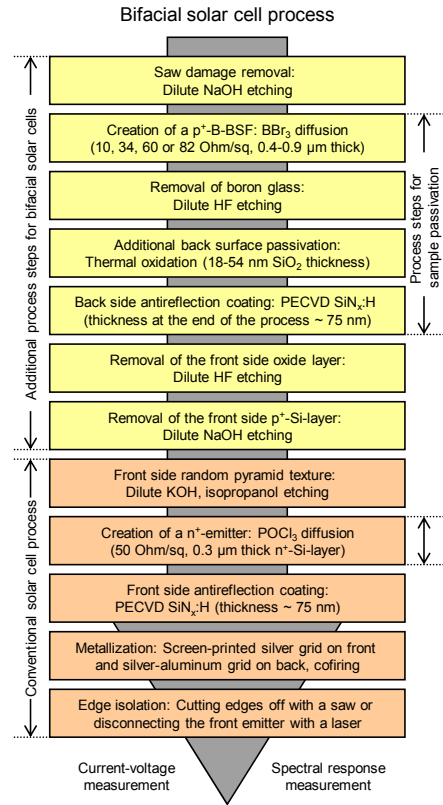 Bifacial solar cell process
Saw damage removal:
Dilute NaOH etching
Creation of a p⁺-B-BSF: BBr₃ diffusion
(10, 34, 60 or 82 Ohm/sq, 0.4-0.9 µm thick)
Removal of boron glass:
Dilute HF etching
Additional back surface passivation:
Thermal oxidation (18-54 nm SiO₂ thickness)
Back side antireflection coating: PECVD SiNₓ:H
(thickness at the end of the process ~ 75 nm)
Removal of the front side oxide layer:
Dilute HF etching
Removal of the front side p⁺-Si-layer:
Dilute NaOH etching
Front side random pyramid texture:
Dilute KOH, isopropanol etching
Creation of a n⁺-emitter: POCl₃ diffusion
(50 Ohm/sq, 0.3 µm thick n⁺-Si-layer)
Front side antireflection coating:
PECVD SiNₓ:H (thickness ~ 75 nm)
Metallization: Screen-printed silver grid on front
and silver-aluminum grid on back, cofiring
Edge isolation: Cutting edges off with a saw or
disconnecting the front emitter with a laser
Additional process steps for bifacial solar cells
Conventional solar cell process
Process steps for
sample passivation
Current-voltage
measurement
Spectral response
measurement